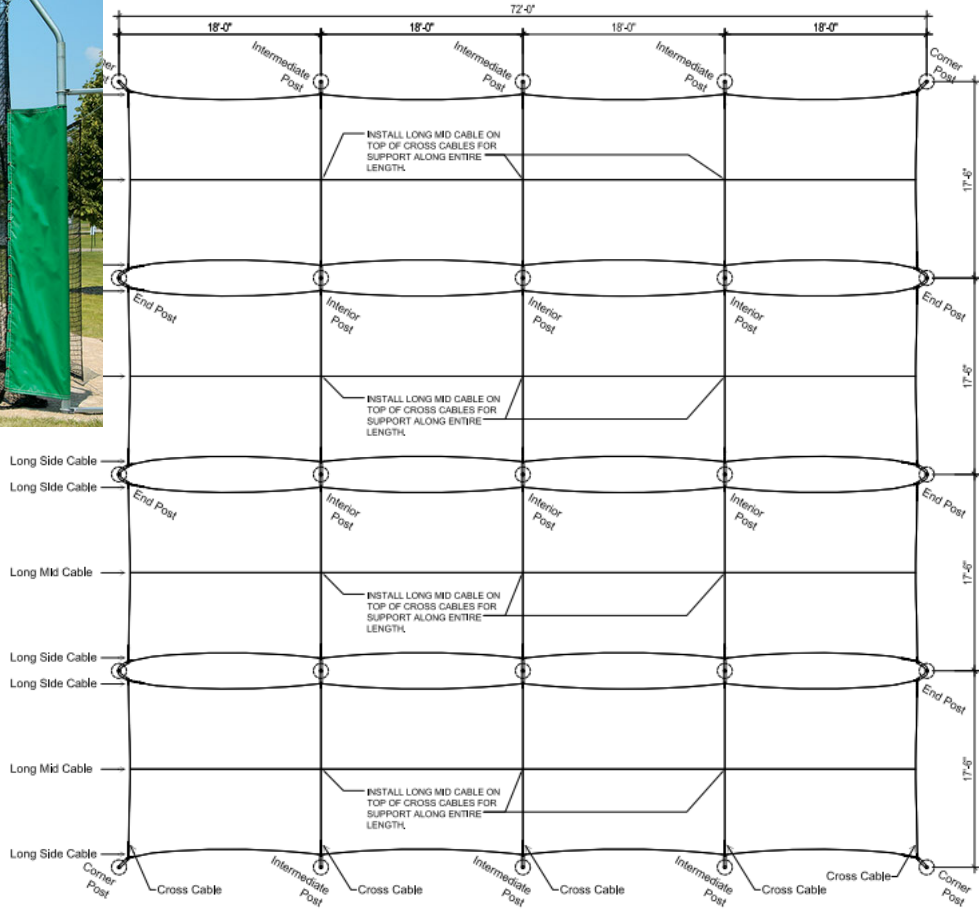 72'-0"
18'-0"
18'-0"
18'-0"
18'-0"
Intermediate
Post
Intermediate
Post
Intermediate
Post
Corner
Post
INSTALL LONG MID CABLE ON
TOP OF CROSS CABLES FOR
SUPPORT ALONG ENTIRE
LENGTH.
17'-6"
End Post
Interior
Post
Interior
Post
Interior
Post
End Post
INSTALL LONG MID CABLE ON
TOP OF CROSS CABLES FOR
SUPPORT ALONG ENTIRE
LENGTH.
17'-6"
Long Side Cable
Long Side Cable
End Post
Interior
Post
Interior
Post
Interior
Post
End Post
Long Mid Cable
INSTALL LONG MID CABLE ON
TOP OF CROSS CABLES FOR
SUPPORT ALONG ENTIRE
LENGTH.
17'-6"
Long Side Cable
Long Side Cable
End Post
Long Mid Cable
INSTALL LONG MID CABLE ON
TOP OF CROSS CABLES FOR
SUPPORT ALONG ENTIRE
LENGTH.
17'-6"
Long Side Cable
Corner
Post
Cross Cable
Intermediate
Post
Cross Cable
Intermediate
Post
Cross Cable
Intermediate
Post
Cross Cable
Cross Cable
Corner
Post